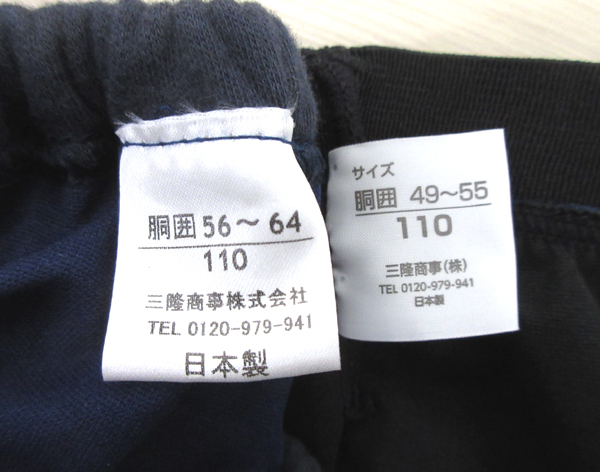 胴囲 56～64
110
三隆商事株式会社
TEL 0120-979-941
日本製
サイズ
胴囲 49～55
110
三隆商事(株)
TEL 0120-979-941
日本製